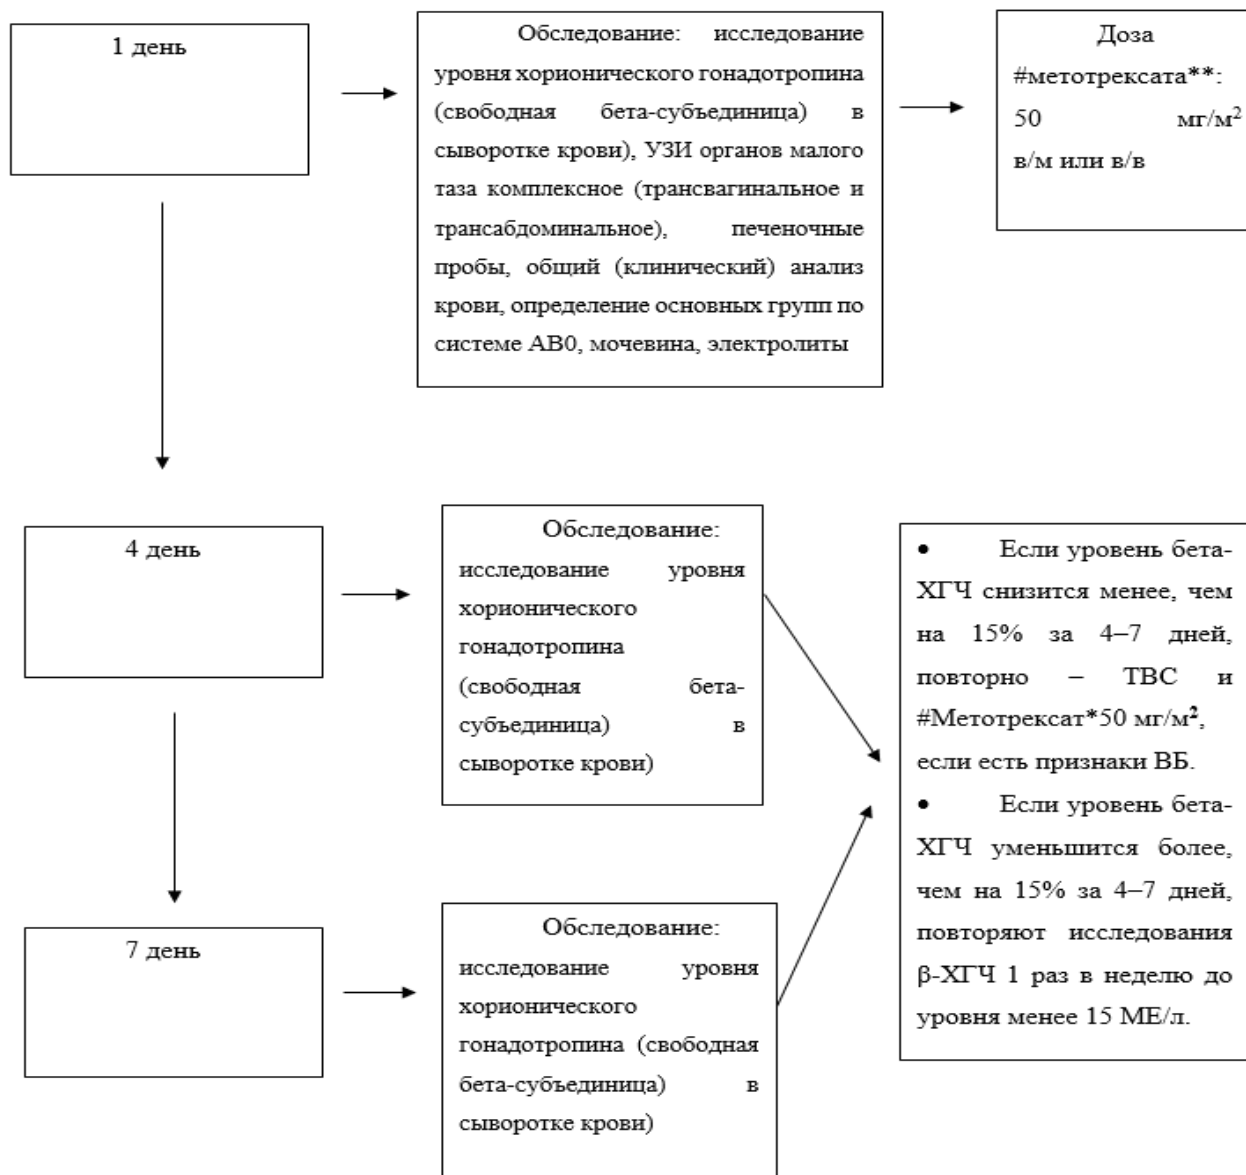 1 день
Обследование: исследование
уровня хорионического гонадотропина
(свободная бета-субъединица) в
сыворотке крови), УЗИ органов малого
таза комплексное (трансвагинальное и
трансабдоминальное), печеночные
пробы, общий (клинический) анализ
крови, определение основных групп по
системе АВ0, мочевина, электролиты
Доза
#метотрексата**:
50 мг/м²
в/м или в/в
4 день
Обследование:
исследование уровня
хорионического
гонадотропина
(свободная бета-
субъединица) в
сыворотке крови)
7 день
Обследование:
исследование уровня
хорионического
гонадотропина (свободная
бета-субъединица) в
сыворотке крови)
• Если уровень бета-
ХГЧ снизится менее, чем
на 15% за 4–7 дней,
повторно – ТВС и
#Метотрексат*50 мг/м²,
если есть признаки ВБ.
• Если уровень бета-
ХГЧ уменьшится более,
чем на 15% за 4–7 дней,
повторяют исследования
β-ХГЧ 1 раз в неделю до
уровня менее 15 МЕ/л.